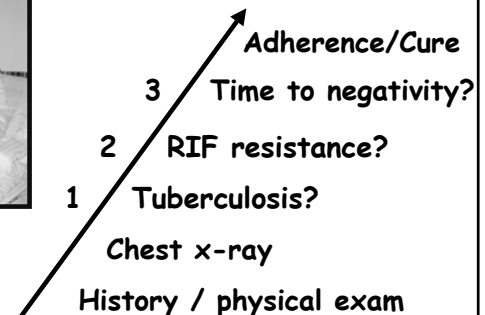 Adherence/Cure
3 Time to negativity?
2 RIF resistance?
1 Tuberculosis?
Chest x-ray
History / physical exam